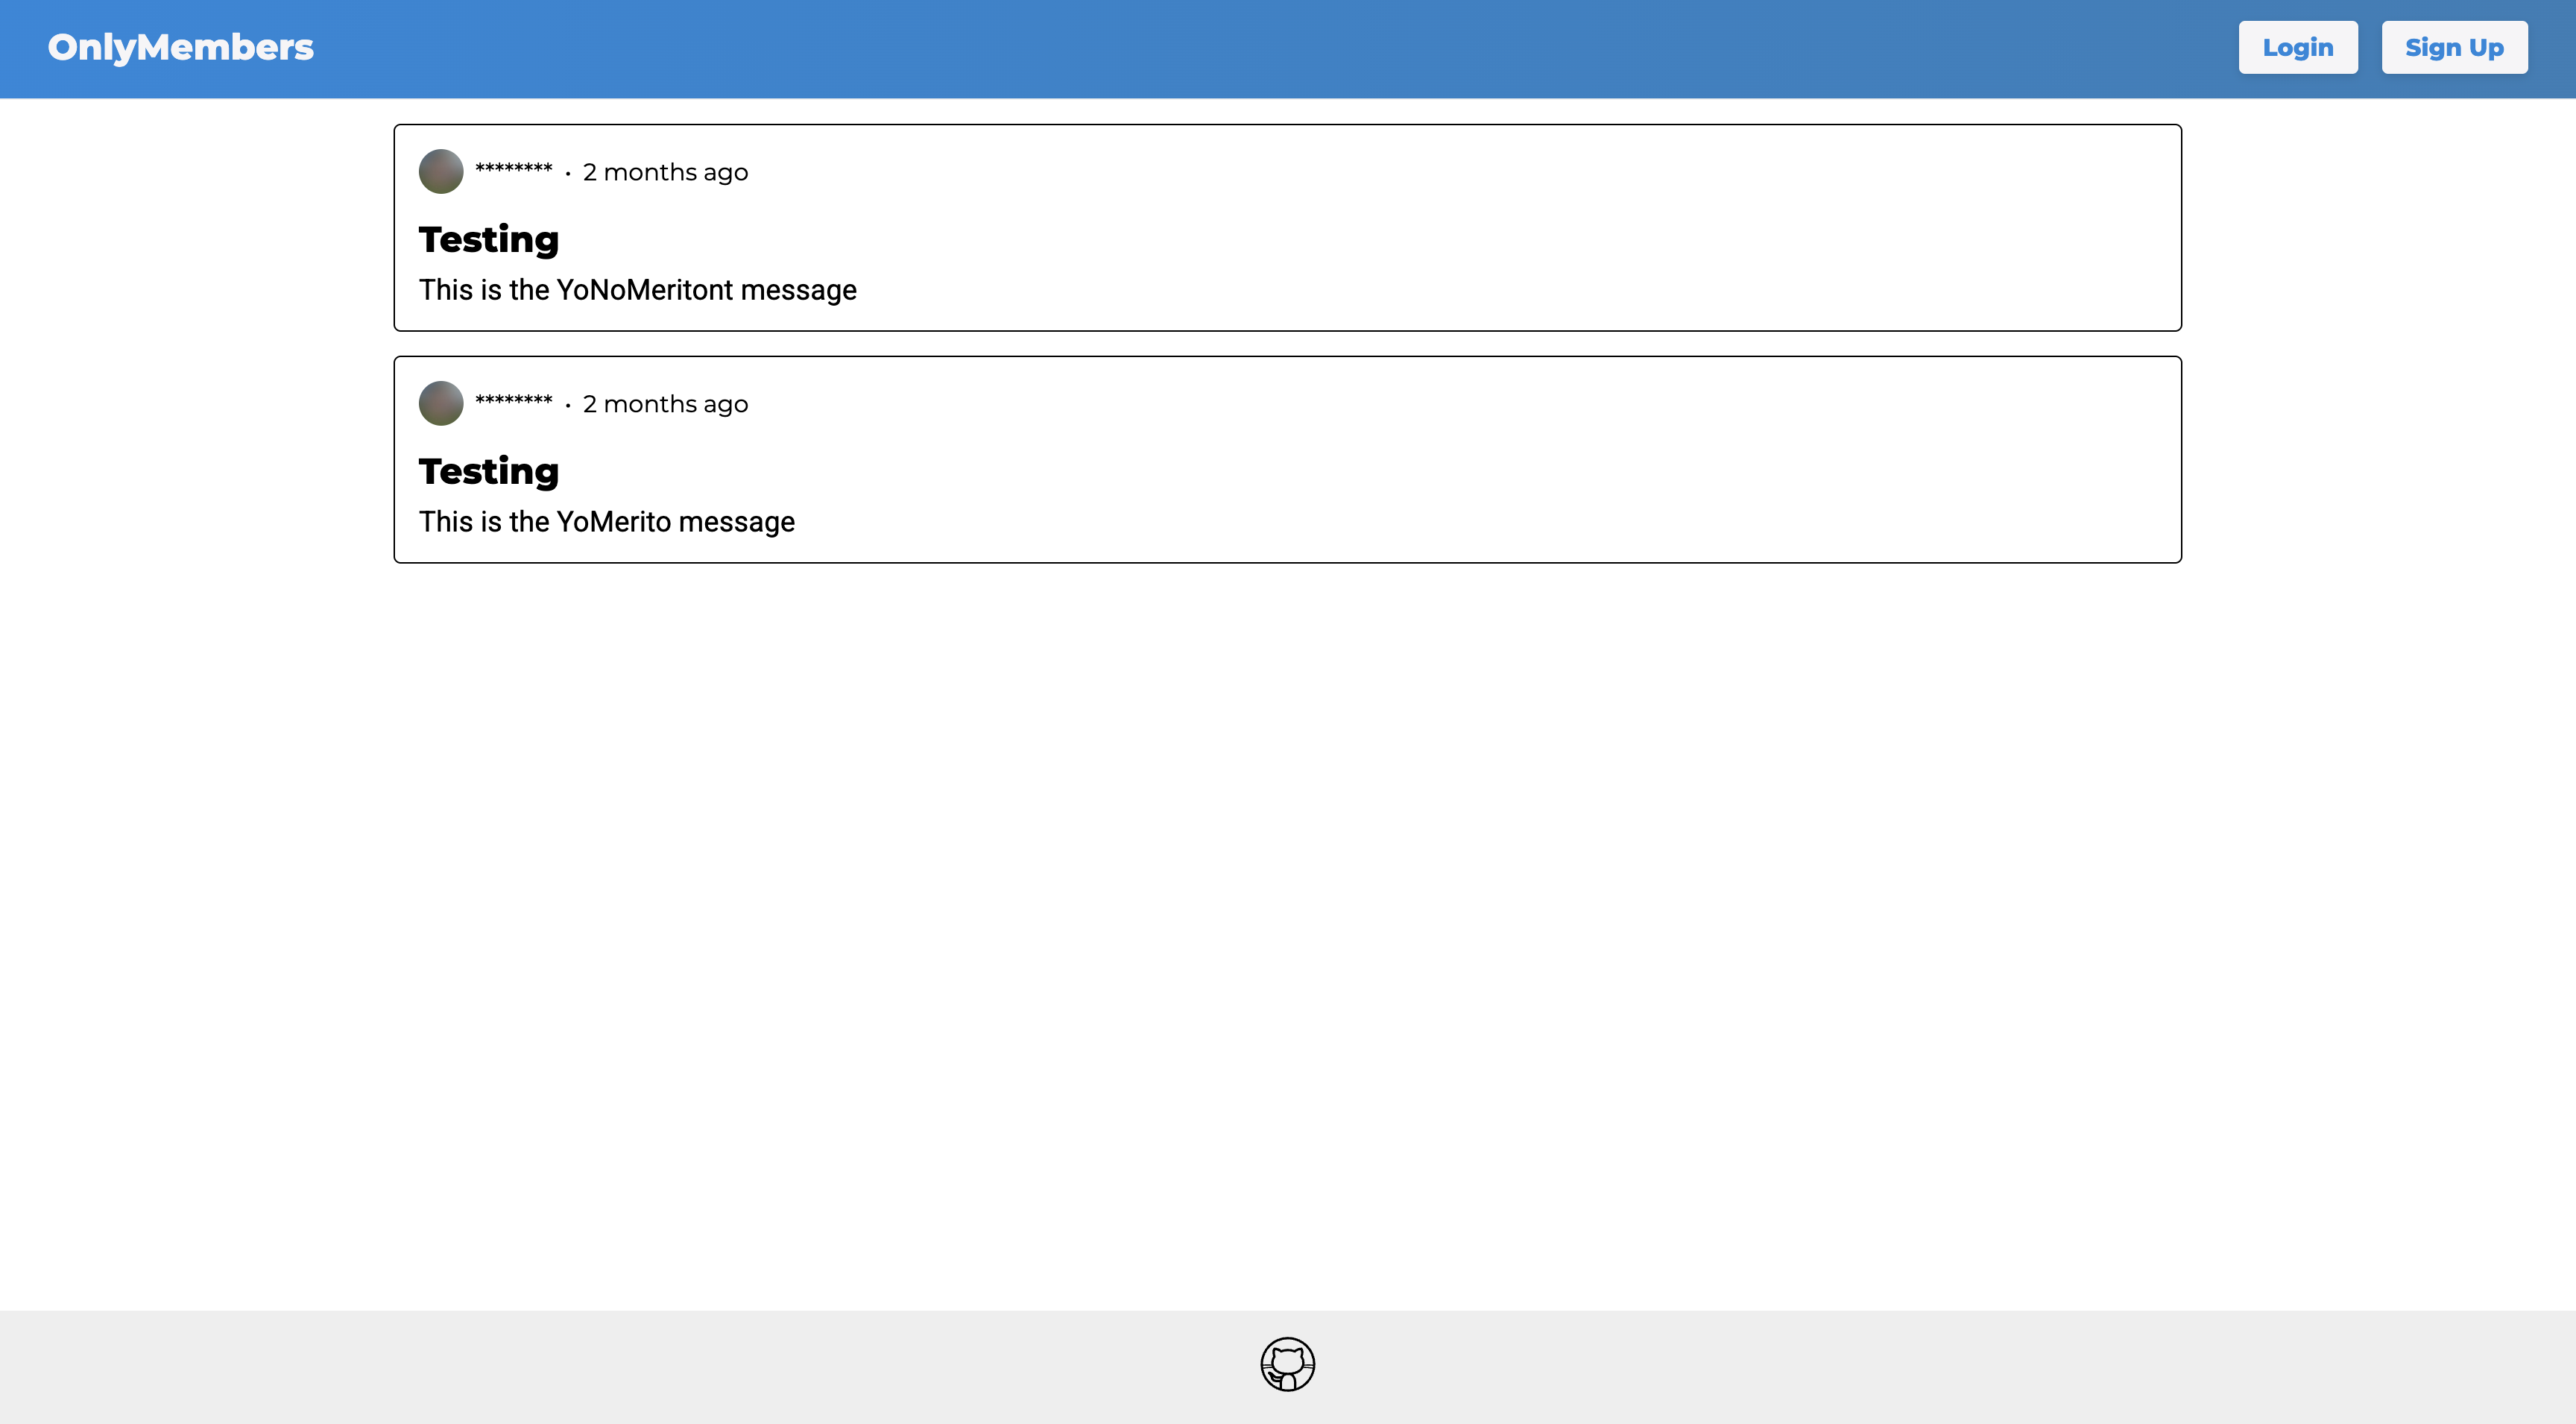 OnlyMembers
Login
Sign Up
******** • 2 months ago
Testing
This is the YoNoMeritont message
******** • 2 months ago
Testing
This is the YoMerito message